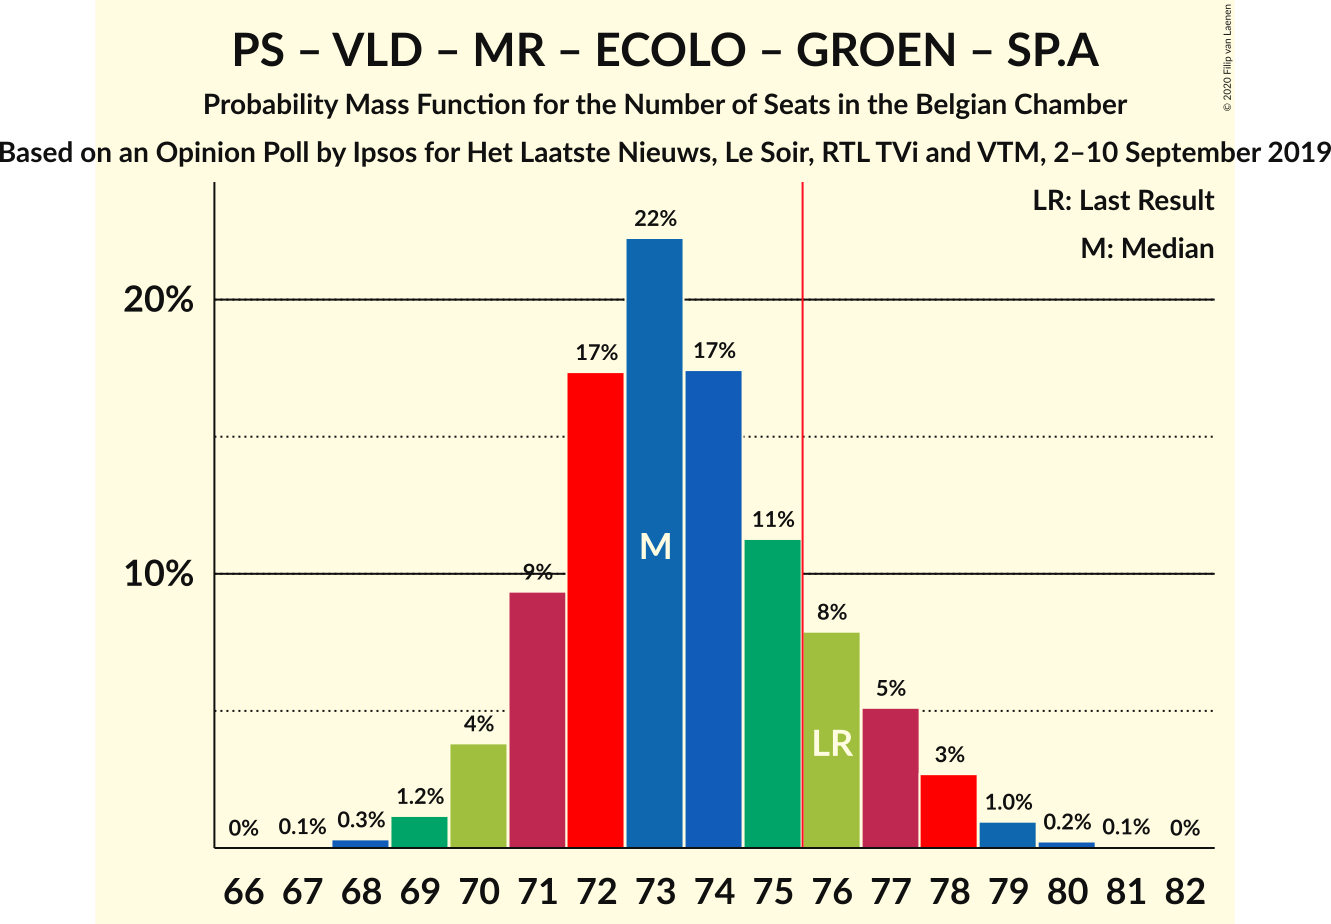 PS – VLD – MR – ECOLO – GROEN – SP.A
Probability Mass Function for the Number of Seats in the Belgian Chamber
Based on an Opinion Poll by Ipsos for Het Laatste Nieuws, Le Soir, RTL TVi and VTM, 2–10 September 2019
© 2020 Filip van Laenen
LR: Last Result
M: Median
20%
10%
0% 0.1% 0.3% 1.2% 4% 9% 17% 22% 17% 11% 8% 5% 3% 1.0% 0.2% 0.1% 0%
M
LR
66 67 68 69 70 71 72 73 74 75 76 77 78 79 80 81 82